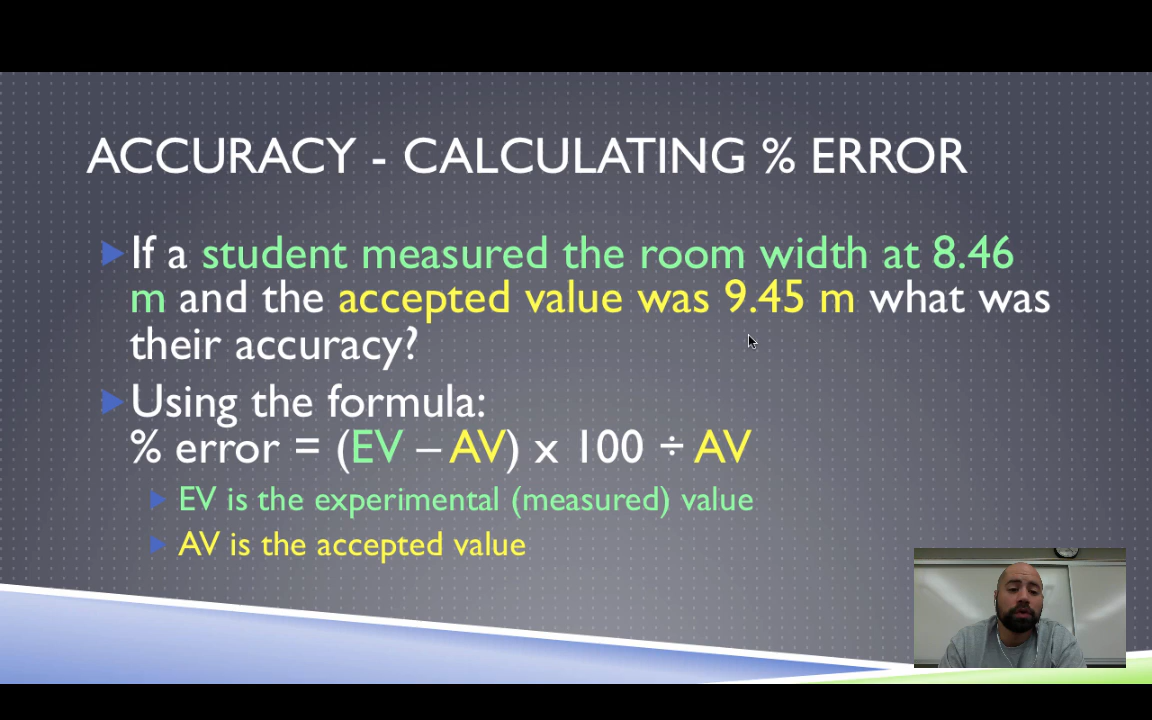 ACCURACY - CALCULATING % ERROR
If a student measured the room width at 8.46
m and the accepted value was 9.45 m what was
their accuracy?
Using the formula:
% error = (EV – AV) x 100 ÷ AV
EV is the experimental (measured) value
AV is the accepted value